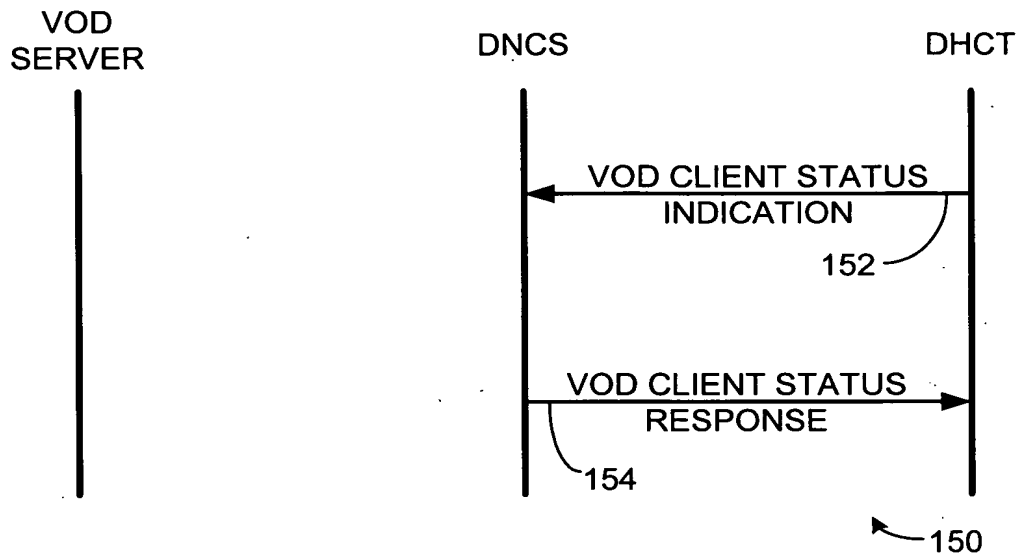 VOD
SERVER
DNCS
DHCT
VOD CLIENT STATUS
INDICATION
152
VOD CLIENT STATUS
RESPONSE
154
150